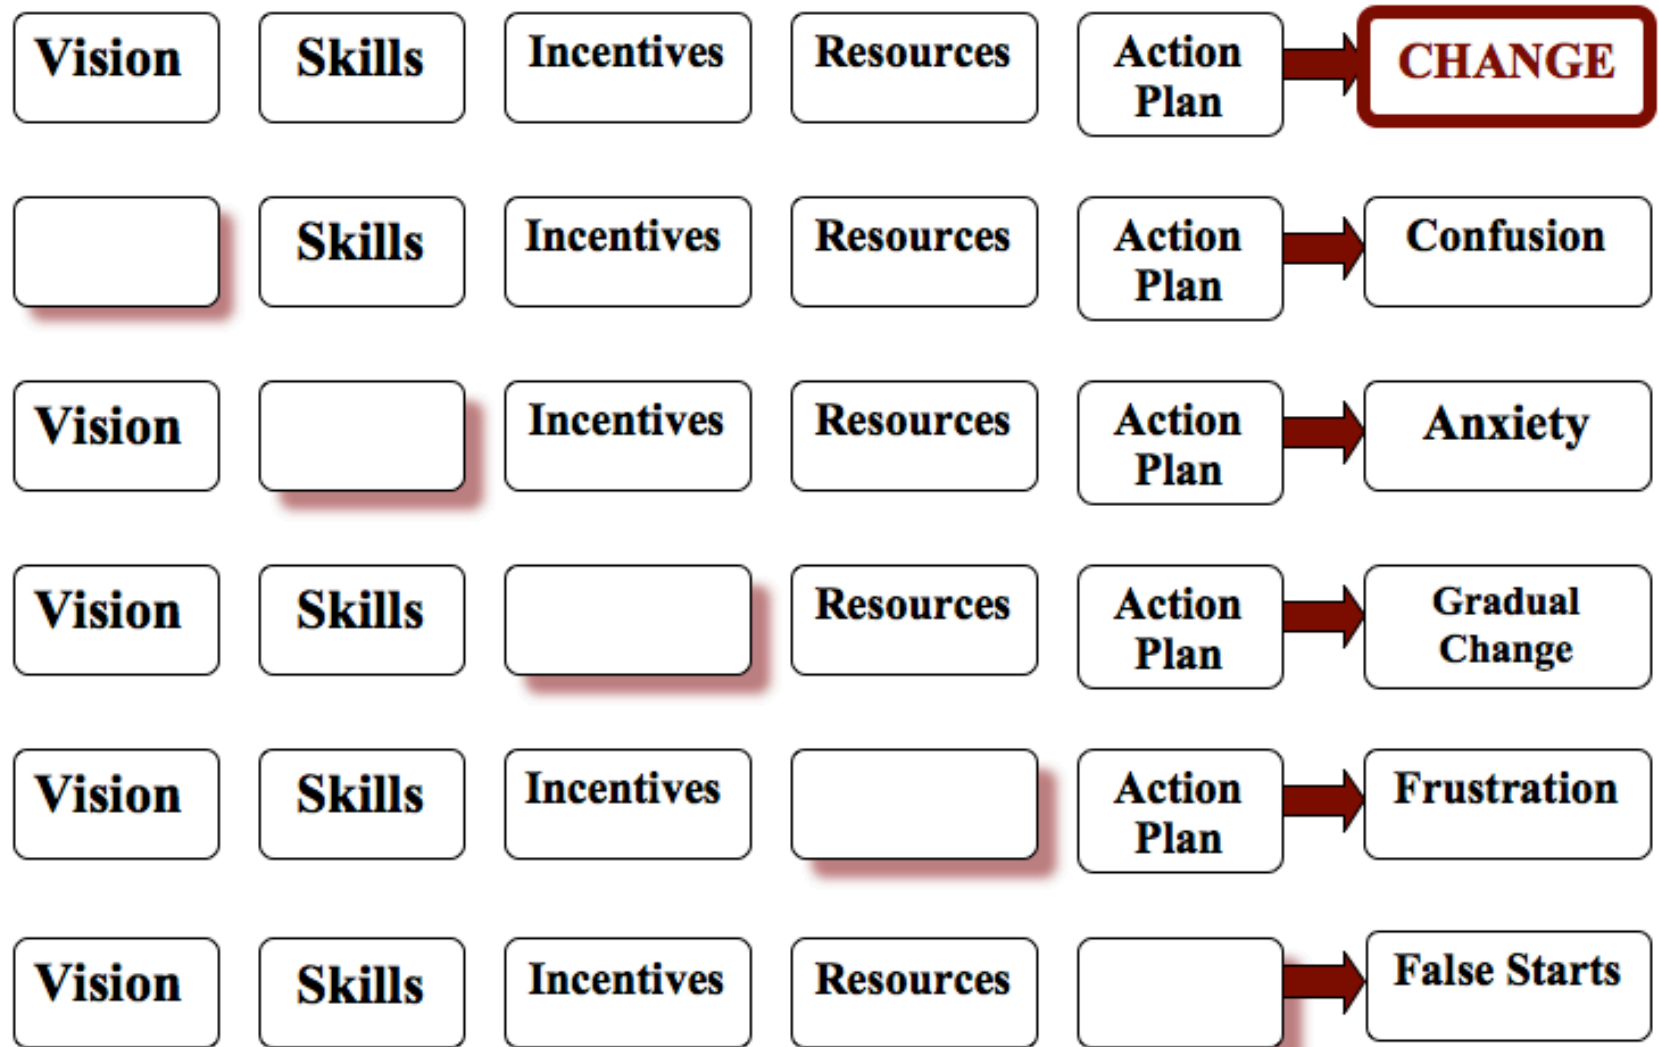 Vision Skills Incentives Resources Action Plan CHANGE
Skills Incentives Resources Action Plan Confusion
Vision Incentives Resources Action Plan Anxiety
Vision Skills Resources Action Plan Gradual Change
Vision Skills Incentives Action Plan Frustration
Vision Skills Incentives Resources False Starts